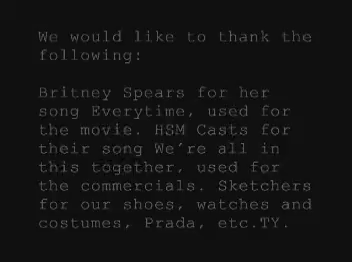 We would like to thank the
following:
Britney Spears for her
song Everytime, used for
the movie. HSM Casts for
their song We're all in
this together, used for
the commercials. Sketchers
for our shoes, watches and
costumes, Prada, etc.TY.